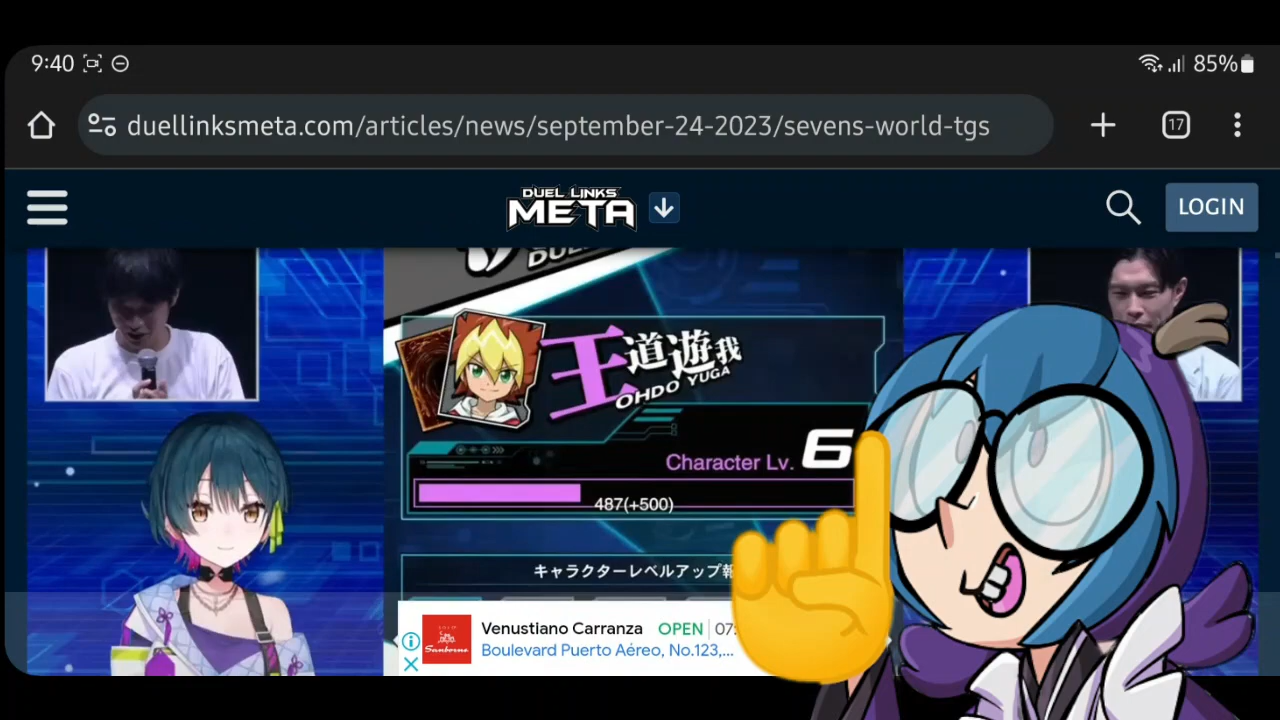 9:40
85%
duellinksmeta.com/articles/news/september-24-2023/sevens-world-tgs
17
DUEL LINKS
META
LOGIN
王道遊我
OHDO YUGA
Character Lv. 6
487(+500)
キャラクターレベルアップ報
Venustiano Carranza OPEN 07:
Boulevard Puerto Aéreo, No.123,...
Sanborns